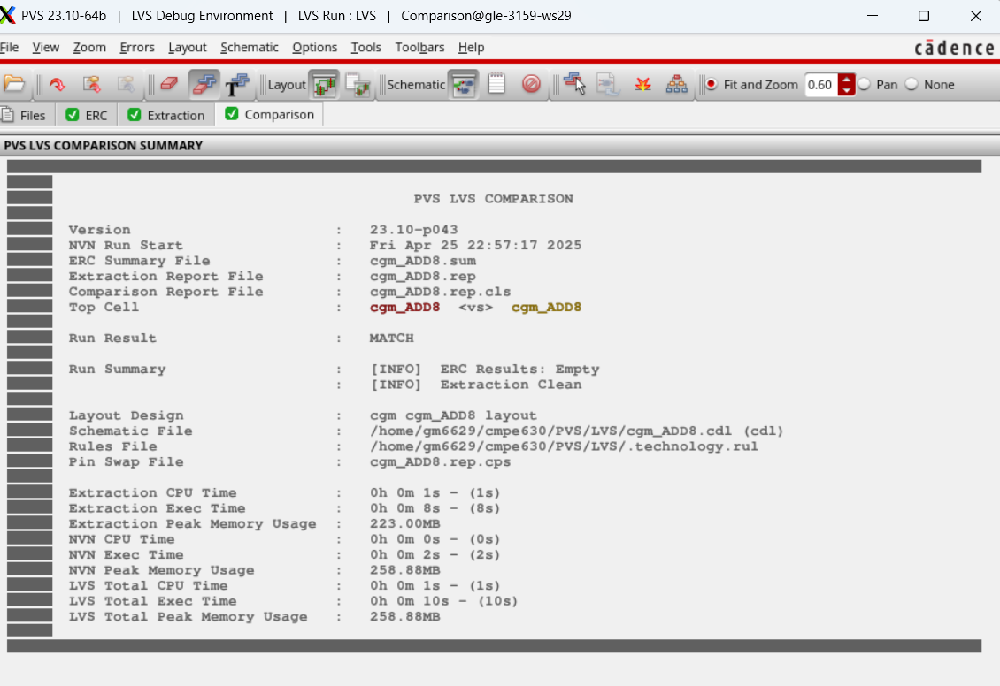 PVS 23.10-64b | LVS Debug Environment | LVS Run : LVS | Comparison@gle-3159-ws29
File View Zoom Errors Layout Schematic Options Tools Toolbars Help
cādence
Layout Schematic Fit and Zoom 0.60 Pan None
Files ERC Extraction Comparison
PVS LVS COMPARISON SUMMARY
PVS LVS COMPARISON
Version : 23.10-p043
NVN Run Start : Fri Apr 25 22:57:17 2025
ERC Summary File : cgm_ADD8.sum
Extraction Report File : cgm_ADD8.rep
Comparison Report File : cgm_ADD8.rep.cls
Top Cell : cgm_ADD8 <vs> cgm_ADD8
Run Result : MATCH
Run Summary : [INFO] ERC Results: Empty
: [INFO] Extraction Clean
Layout Design : cgm cgm_ADD8 layout
Schematic File : /home/gm6629/cmpe630/PVS/LVS/cgm_ADD8.cdl (cdl)
Rules File : /home/gm6629/cmpe630/PVS/LVS/.technology.rul
Pin Swap File : cgm_ADD8.rep.cps
Extraction CPU Time : 0h 0m 1s - (1s)
Extraction Exec Time : 0h 0m 8s - (8s)
Extraction Peak Memory Usage : 223.00MB
NVN CPU Time : 0h 0m 0s - (0s)
NVN Exec Time : 0h 0m 2s - (2s)
NVN Peak Memory Usage : 258.88MB
LVS Total CPU Time : 0h 0m 1s - (1s)
LVS Total Exec Time : 0h 0m 10s - (10s)
LVS Total Peak Memory Usage : 258.88MB